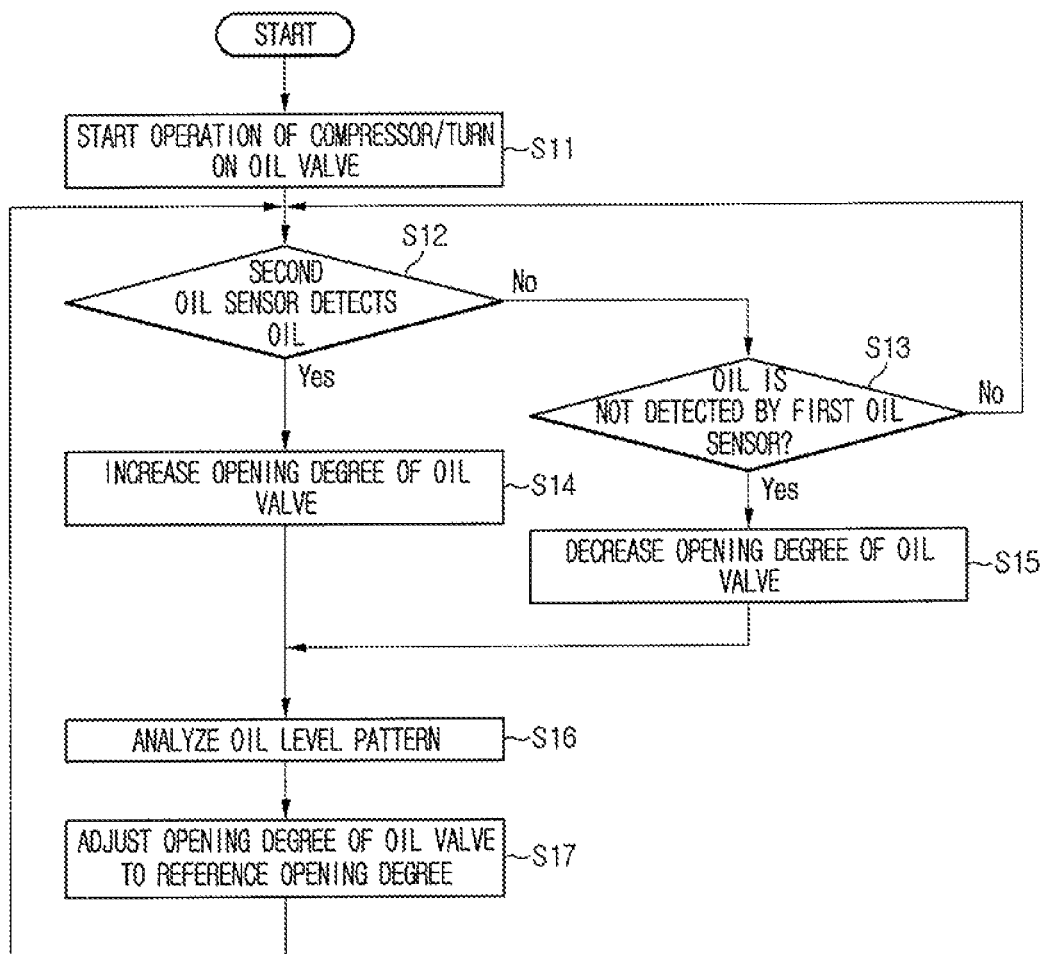 START
START OPERATION OF COMPRESSOR/TURN
ON OIL VALVE
S11
S12
SECOND
OIL SENSOR DETECTS
OIL
No
Yes
S13
OIL IS
NOT DETECTED BY FIRST OIL
SENSOR?
No
Yes
INCREASE OPENING DEGREE OF OIL
VALVE
S14
DECREASE OPENING DEGREE OF OIL
VALVE
S15
ANALYZE OIL LEVEL PATTERN
S16
ADJUST OPENING DEGREE OF OIL VALVE
TO REFERENCE OPENING DEGREE
S17